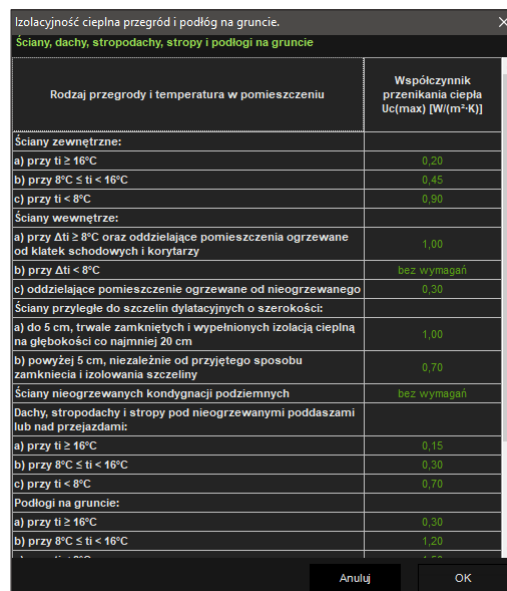 Izolacyjność cieplna przegród i podłóg na gruncie.
Ściany, dachy, stropodachy, stropy i podłogi na gruncie
Rodzaj przegrody i temperatura w pomieszczeniu
Współczynnik
przenikania ciepła
Uc(max) [W/(m²·K)]
Ściany zewnętrzne:
a) przy ti ≥ 16°C
0,20
b) przy 8°C ≤ ti < 16°C
0,45
c) przy ti < 8°C
0,90
Ściany wewnętrze:
a) przy Δti ≥ 8°C oraz oddzielające pomieszczenia ogrzewane
od klatek schodowych i korytarzy
1,00
b) przy Δti < 8°C
bez wymagań
c) oddzielające pomieszczenie ogrzewane od nieogrzewanego
0,30
Ściany przyległe do szczelin dylatacyjnych o szerokości:
a) do 5 cm, trwale zamkniętych i wypełnionych izolacją cieplną
na głębokości co najmniej 20 cm
1,00
b) powyżej 5 cm, niezależnie od przyjętego sposobu
zamkniecia i izolowania szczeliny
0,70
Ściany nieogrzewanych kondygnacji podziemnych
bez wymagań
Dachy, stropodachy i stropy pod nieogrzewanymi poddaszami
lub nad przejazdami:
a) przy ti ≥ 16°C
0,15
b) przy 8°C ≤ ti < 16°C
0,30
c) przy ti < 8°C
0,70
Podłogi na gruncie:
a) przy ti ≥ 16°C
0,30
b) przy 8°C ≤ ti < 16°C
1,20
Anuluj
OK